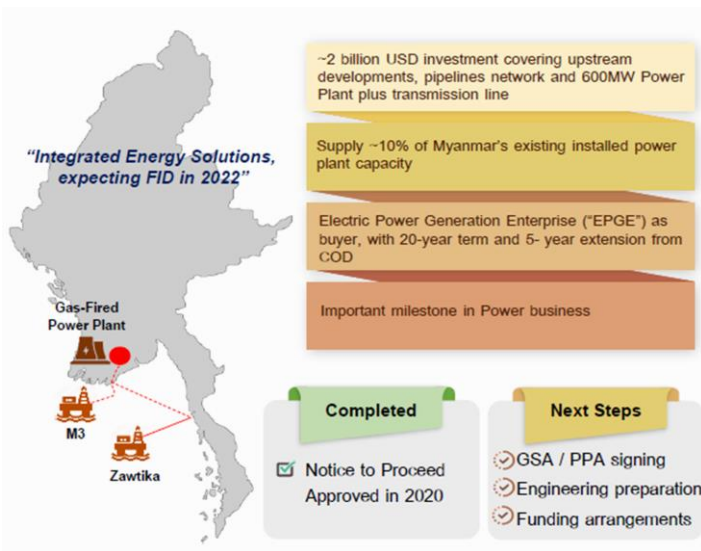 ~2 billion USD investment covering upstream
developments, pipelines network and 600MW Power
Plant plus transmission line
"Integrated Energy Solutions,
expecting FID in 2022"
Supply ~10% of Myanmar's existing installed power
plant capacity
Electric Power Generation Enterprise ("EPGE") as
buyer, with 20-year term and 5- year extension from
COD
Important milestone in Power business
Gas-Fired
Power Plant
M3
Zawtika
Completed
Notice to Proceed
Approved in 2020
Next Steps
GSA / PPA signing
Engineering preparation
Funding arrangements